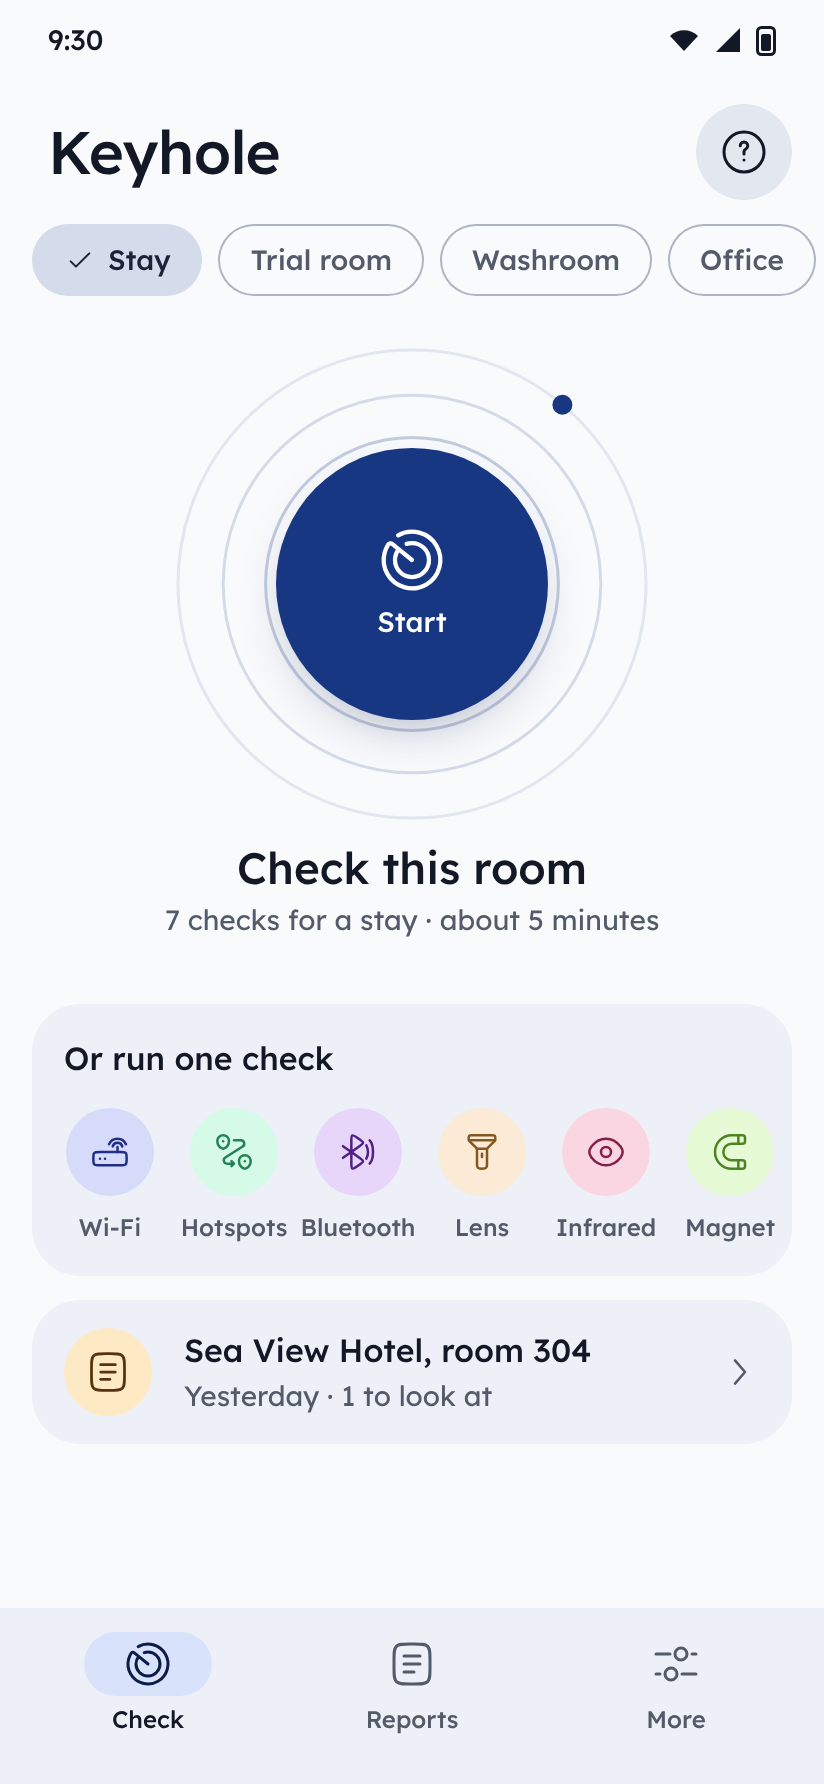 9:30
Keyhole
Stay
Trial room
Washroom
Office
Start
Check this room
7 checks for a stay · about 5 minutes
Or run one check
Wi-Fi
Hotspots
Bluetooth
Lens
Infrared
Magnet
Sea View Hotel, room 304
Yesterday · 1 to look at
Check
Reports
More